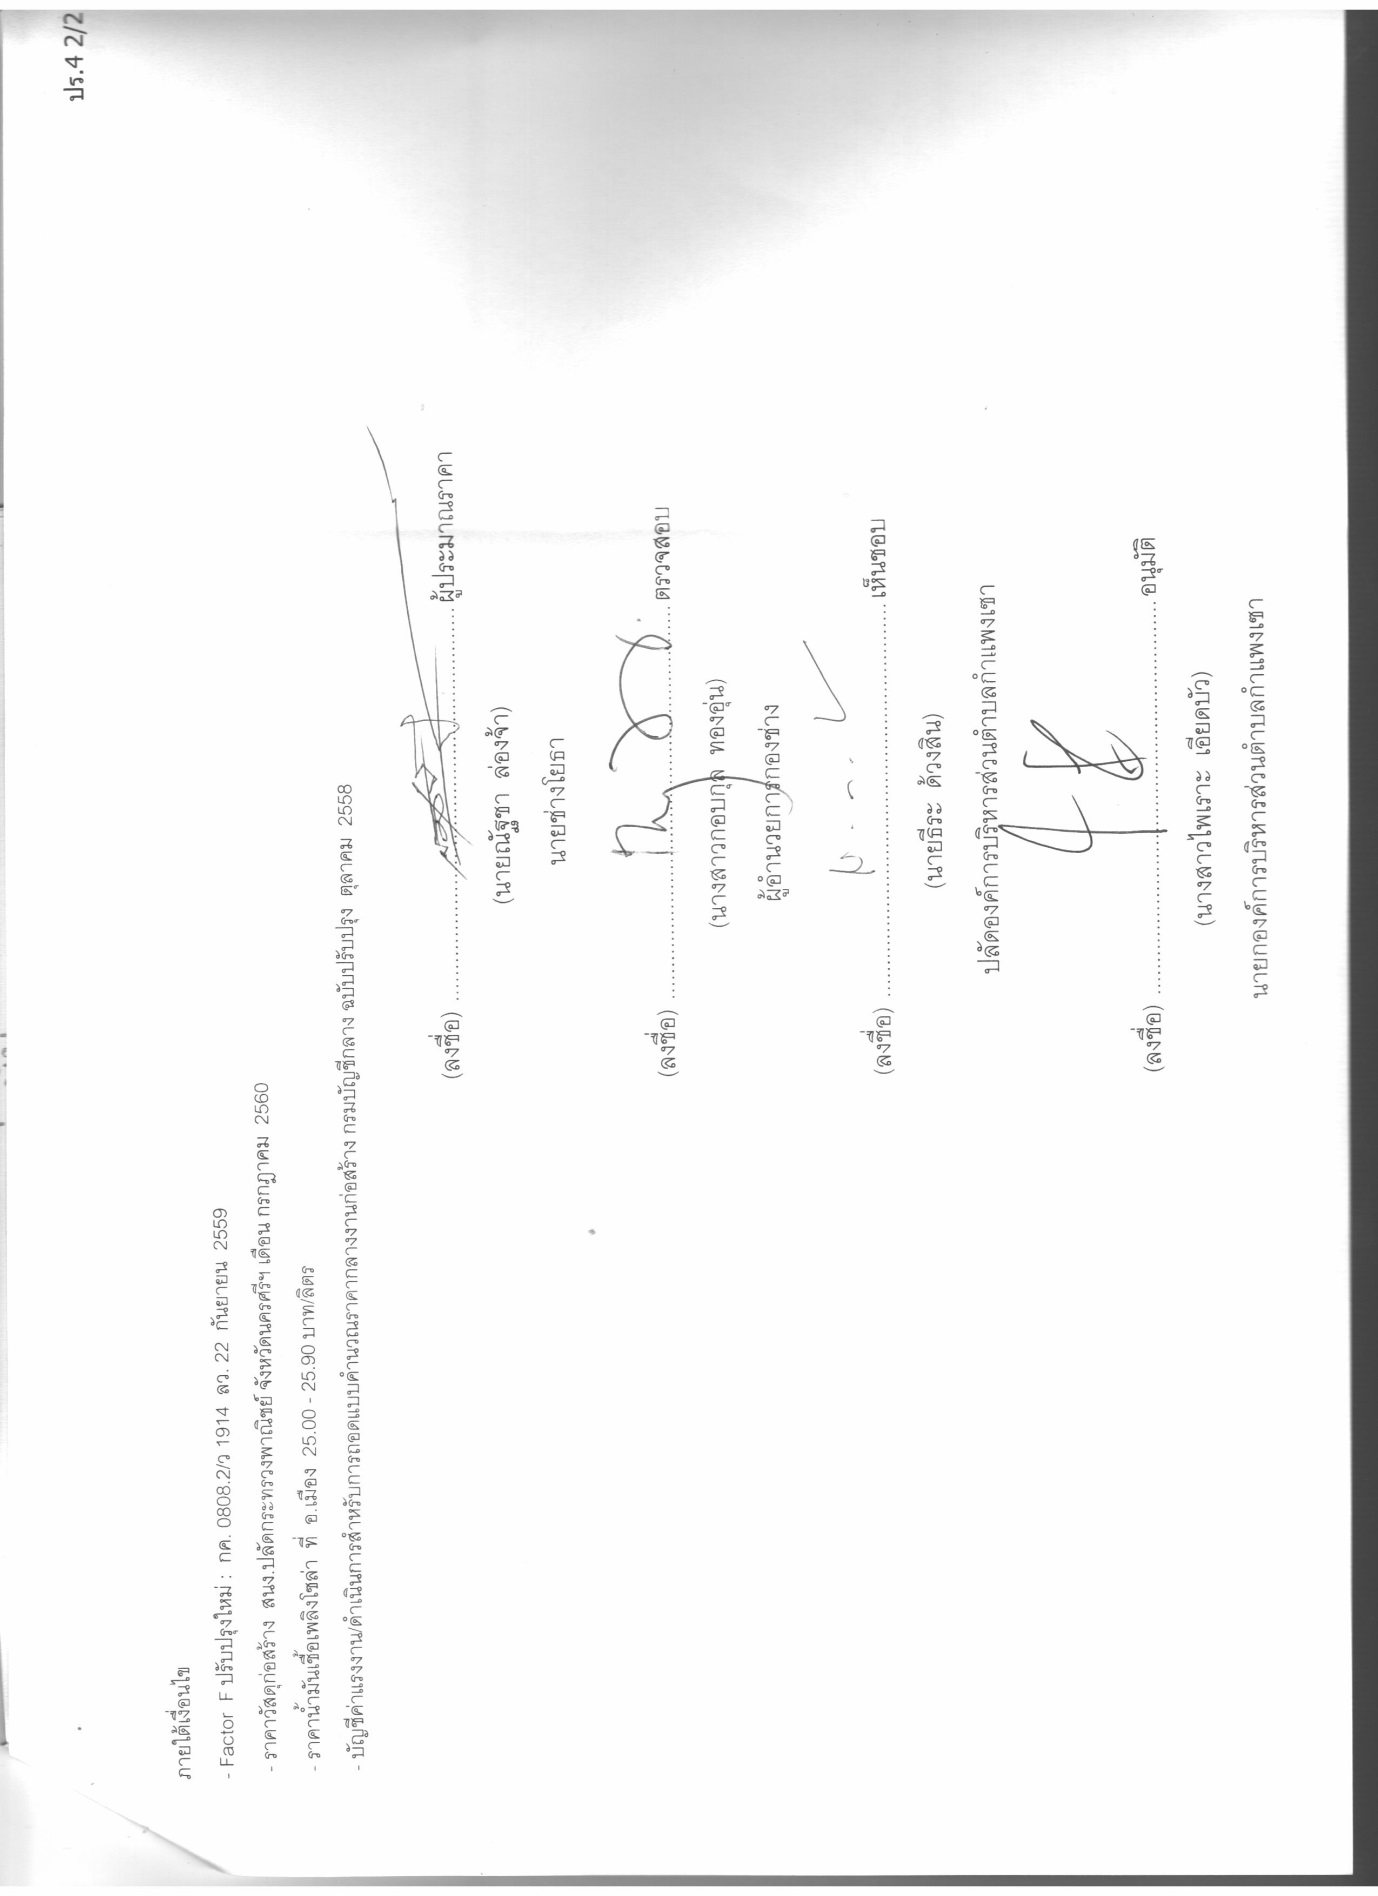 ปร.4 2/2
ภายใต้เงื่อนไข
- Factor F ปรับปรุงใหม่ : กค. 0808.2/ว 1914 ลว. 22 กันยายน 2559
- ราคาวัสดุก่อสร้าง สนง.ปลัดกระทรวงพาณิชย์ จังหวัดนครศรีฯ เดือน กรกฎาคม 2560
- ราคาน้ำมันเชื้อเพลิงโซล่า ที่ อ.เมือง 25.00 - 25.90 บาท/ลิตร
- บัญชีค่าแรงงาน/ดำเนินการสำหรับการถอดแบบคำนวณราคากลางงานก่อสร้าง กรมบัญชีกลาง ฉบับปรับปรุง ตุลาคม 2558
(ลงชื่อ) ................................................ ผู้ประมาณราคา
(นายณัฐชา ล่องจ้า)
นายช่างโยธา
(ลงชื่อ) ................................................ ตรวจสอบ
(นางสาวกอบกุล ทองอุ่น)
ผู้อำนวยการกองช่าง
(ลงชื่อ) ................................................ เห็นชอบ
(นายธีระ ด้วงสิน)
ปลัดองค์การบริหารส่วนตำบลกำแพงเซา
(ลงชื่อ) ................................................ อนุมัติ
(นางสาวไพเราะ เอียดบัว)
นายกองค์การบริหารส่วนตำบลกำแพงเซา